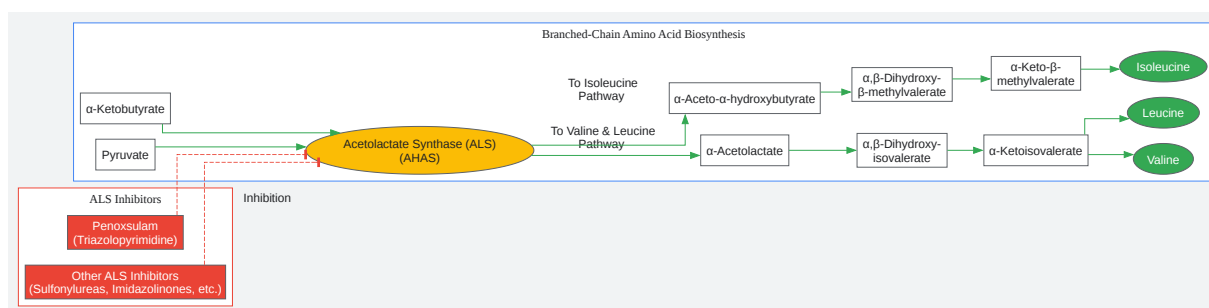 Branched-Chain Amino Acid Biosynthesis
α-Ketobutyrate
Pyruvate
Acetolactate Synthase (ALS)
(AHAS)
To Isoleucine
Pathway
To Valine & Leucine
Pathway
α-Aceto-α-hydroxybutyrate
α,β-Dihydroxy-
β-methylvalerate
α-Keto-β-
methylvalerate
Isoleucine
α-Acetolactate
α,β-Dihydroxy-
isovalerate
α-Ketoisovalerate
Leucine
Valine
ALS Inhibitors
Inhibition
Penoxsulam
(Triazolopyrimidine)
Other ALS Inhibitors
(Sulfonylureas, Imidazolinones, etc.)